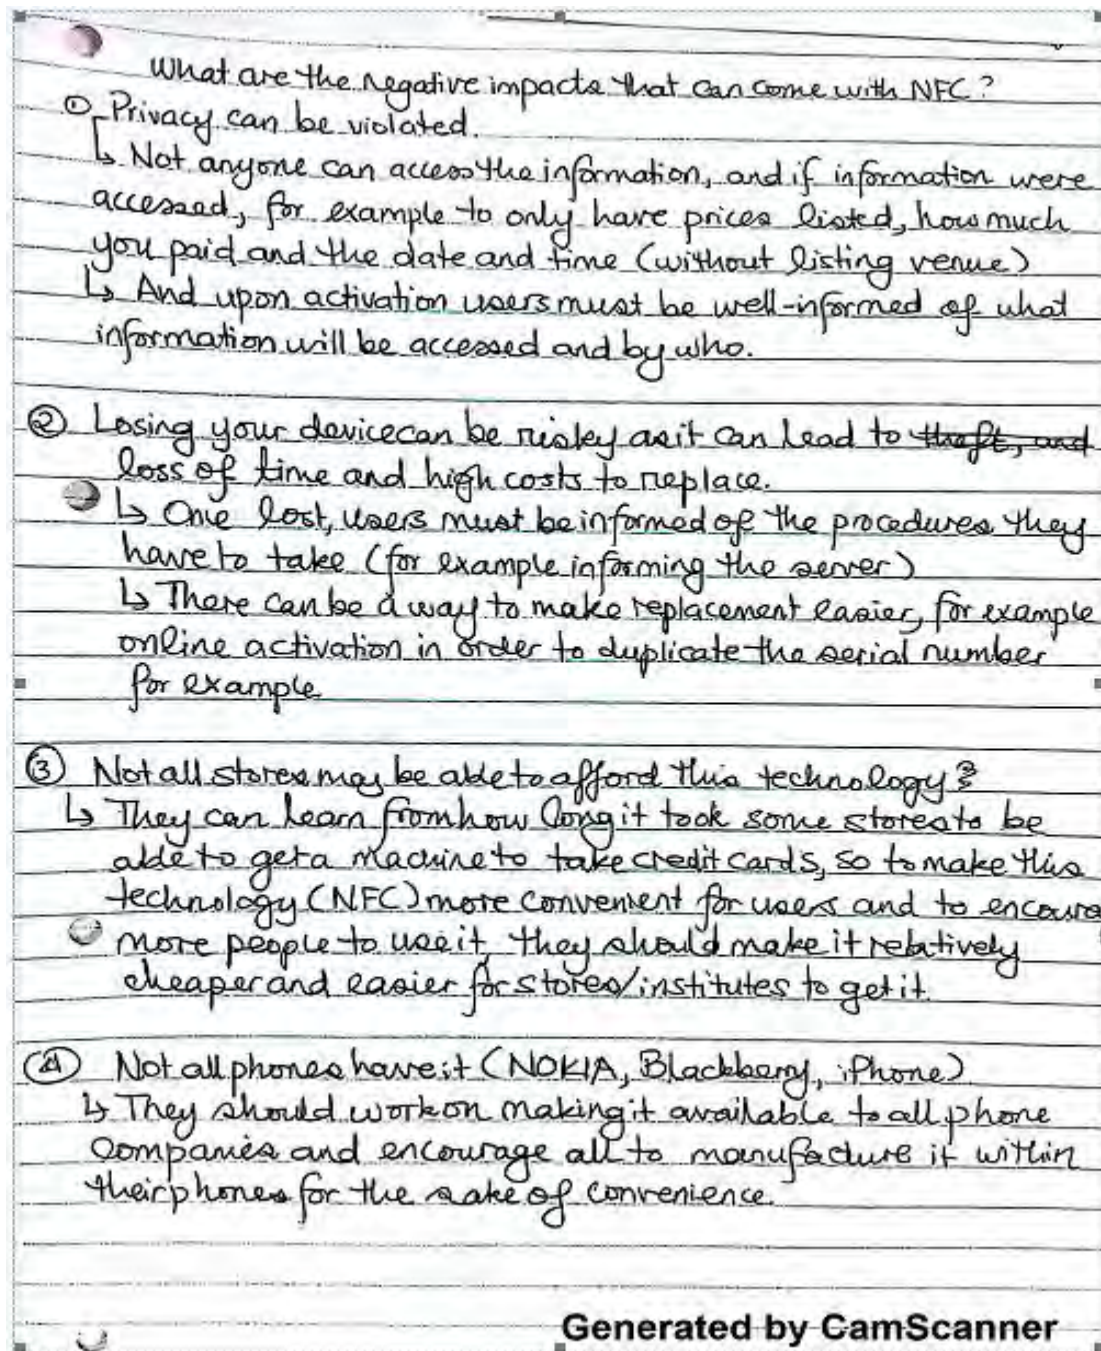 What are the negative impacts that can come with NFC?
① Privacy can be violated.
↳ Not anyone can access the information, and if information were
accessed, for example to only have prices listed, how much
you paid and the date and time (without listing venue)
↳ And upon activation users must be well-informed of what
information will be accessed and by who.
② Losing your device can be risky as it can lead to theft, and
loss of time and high costs to replace.
↳ One lost, users must be informed of the procedures they
have to take (for example informing the server)
↳ There can be a way to make replacement easier, for example
online activation in order to duplicate the serial number
for example
③ Not all stores may be able to afford this technology?
↳ They can learn from how long it took some stores to be
able to get a machine to take credit cards, so to make this
technology (NFC) more convenient for users and to encoura
more people to use it, they should make it relatively
cheaper and easier for stores/institutes to get it.
④ Not all phones have it (NOKIA, Blackberry, iPhone)
↳ They should work on making it available to all phone
companies and encourage all to manufacture it within
their phones for the sake of convenience.
Generated by CamScanner